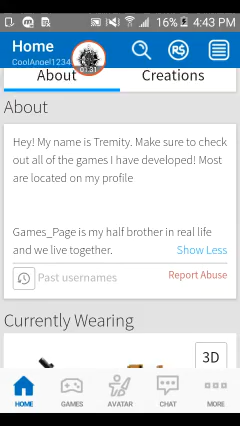 16% 4:43 PM
Home
CoolAngel1234
01:31
R$
About Creations
About
Hey! My name is Tremity. Make sure to check
out all of the games I have developed! Most
are located on my profile
Games_Page is my half brother in real life
and we live together. Show Less
Past usernames Report Abuse
Currently Wearing
3D
HOME GAMES AVATAR CHAT MORE